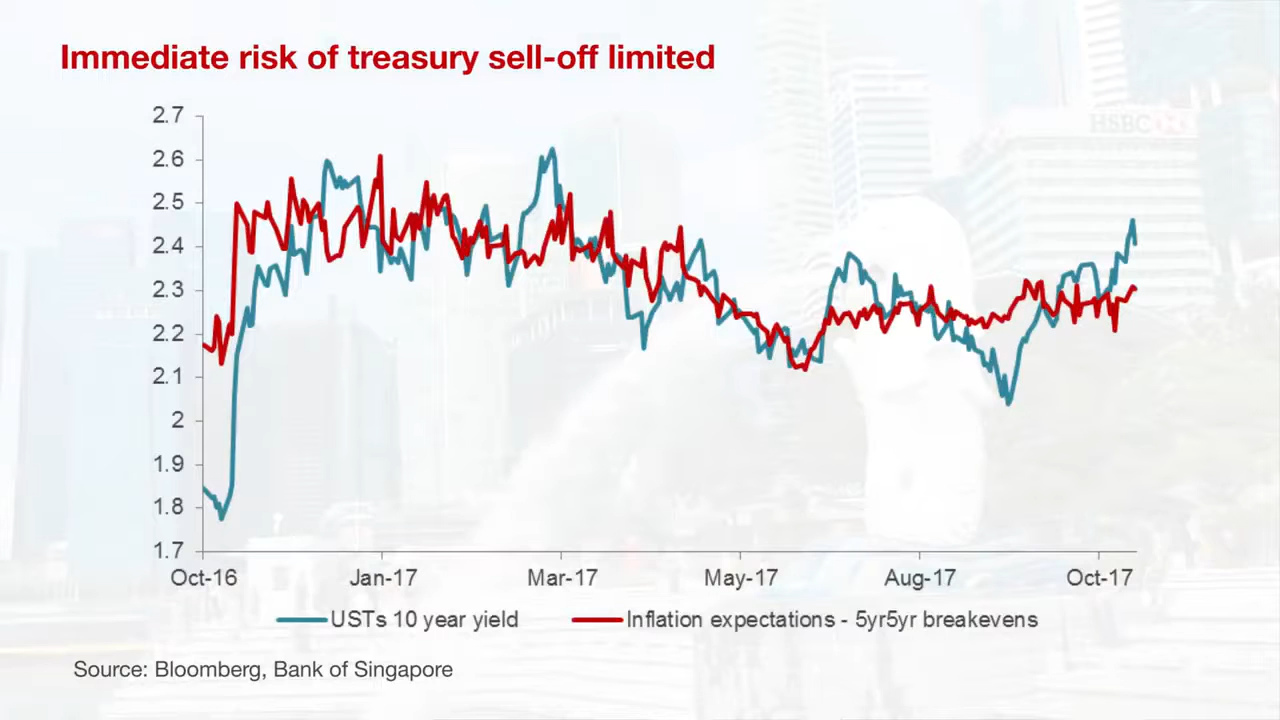 Immediate risk of treasury sell-off limited
HSBC
2.7
2.6
2.5
2.4
2.3
2.2
2.1
2
1.9
1.8
1.7
Oct-16 Jan-17 Mar-17 May-17 Aug-17 Oct-17
USTs 10 year yield Inflation expectations - 5yr5yr breakevens
Source: Bloomberg, Bank of Singapore